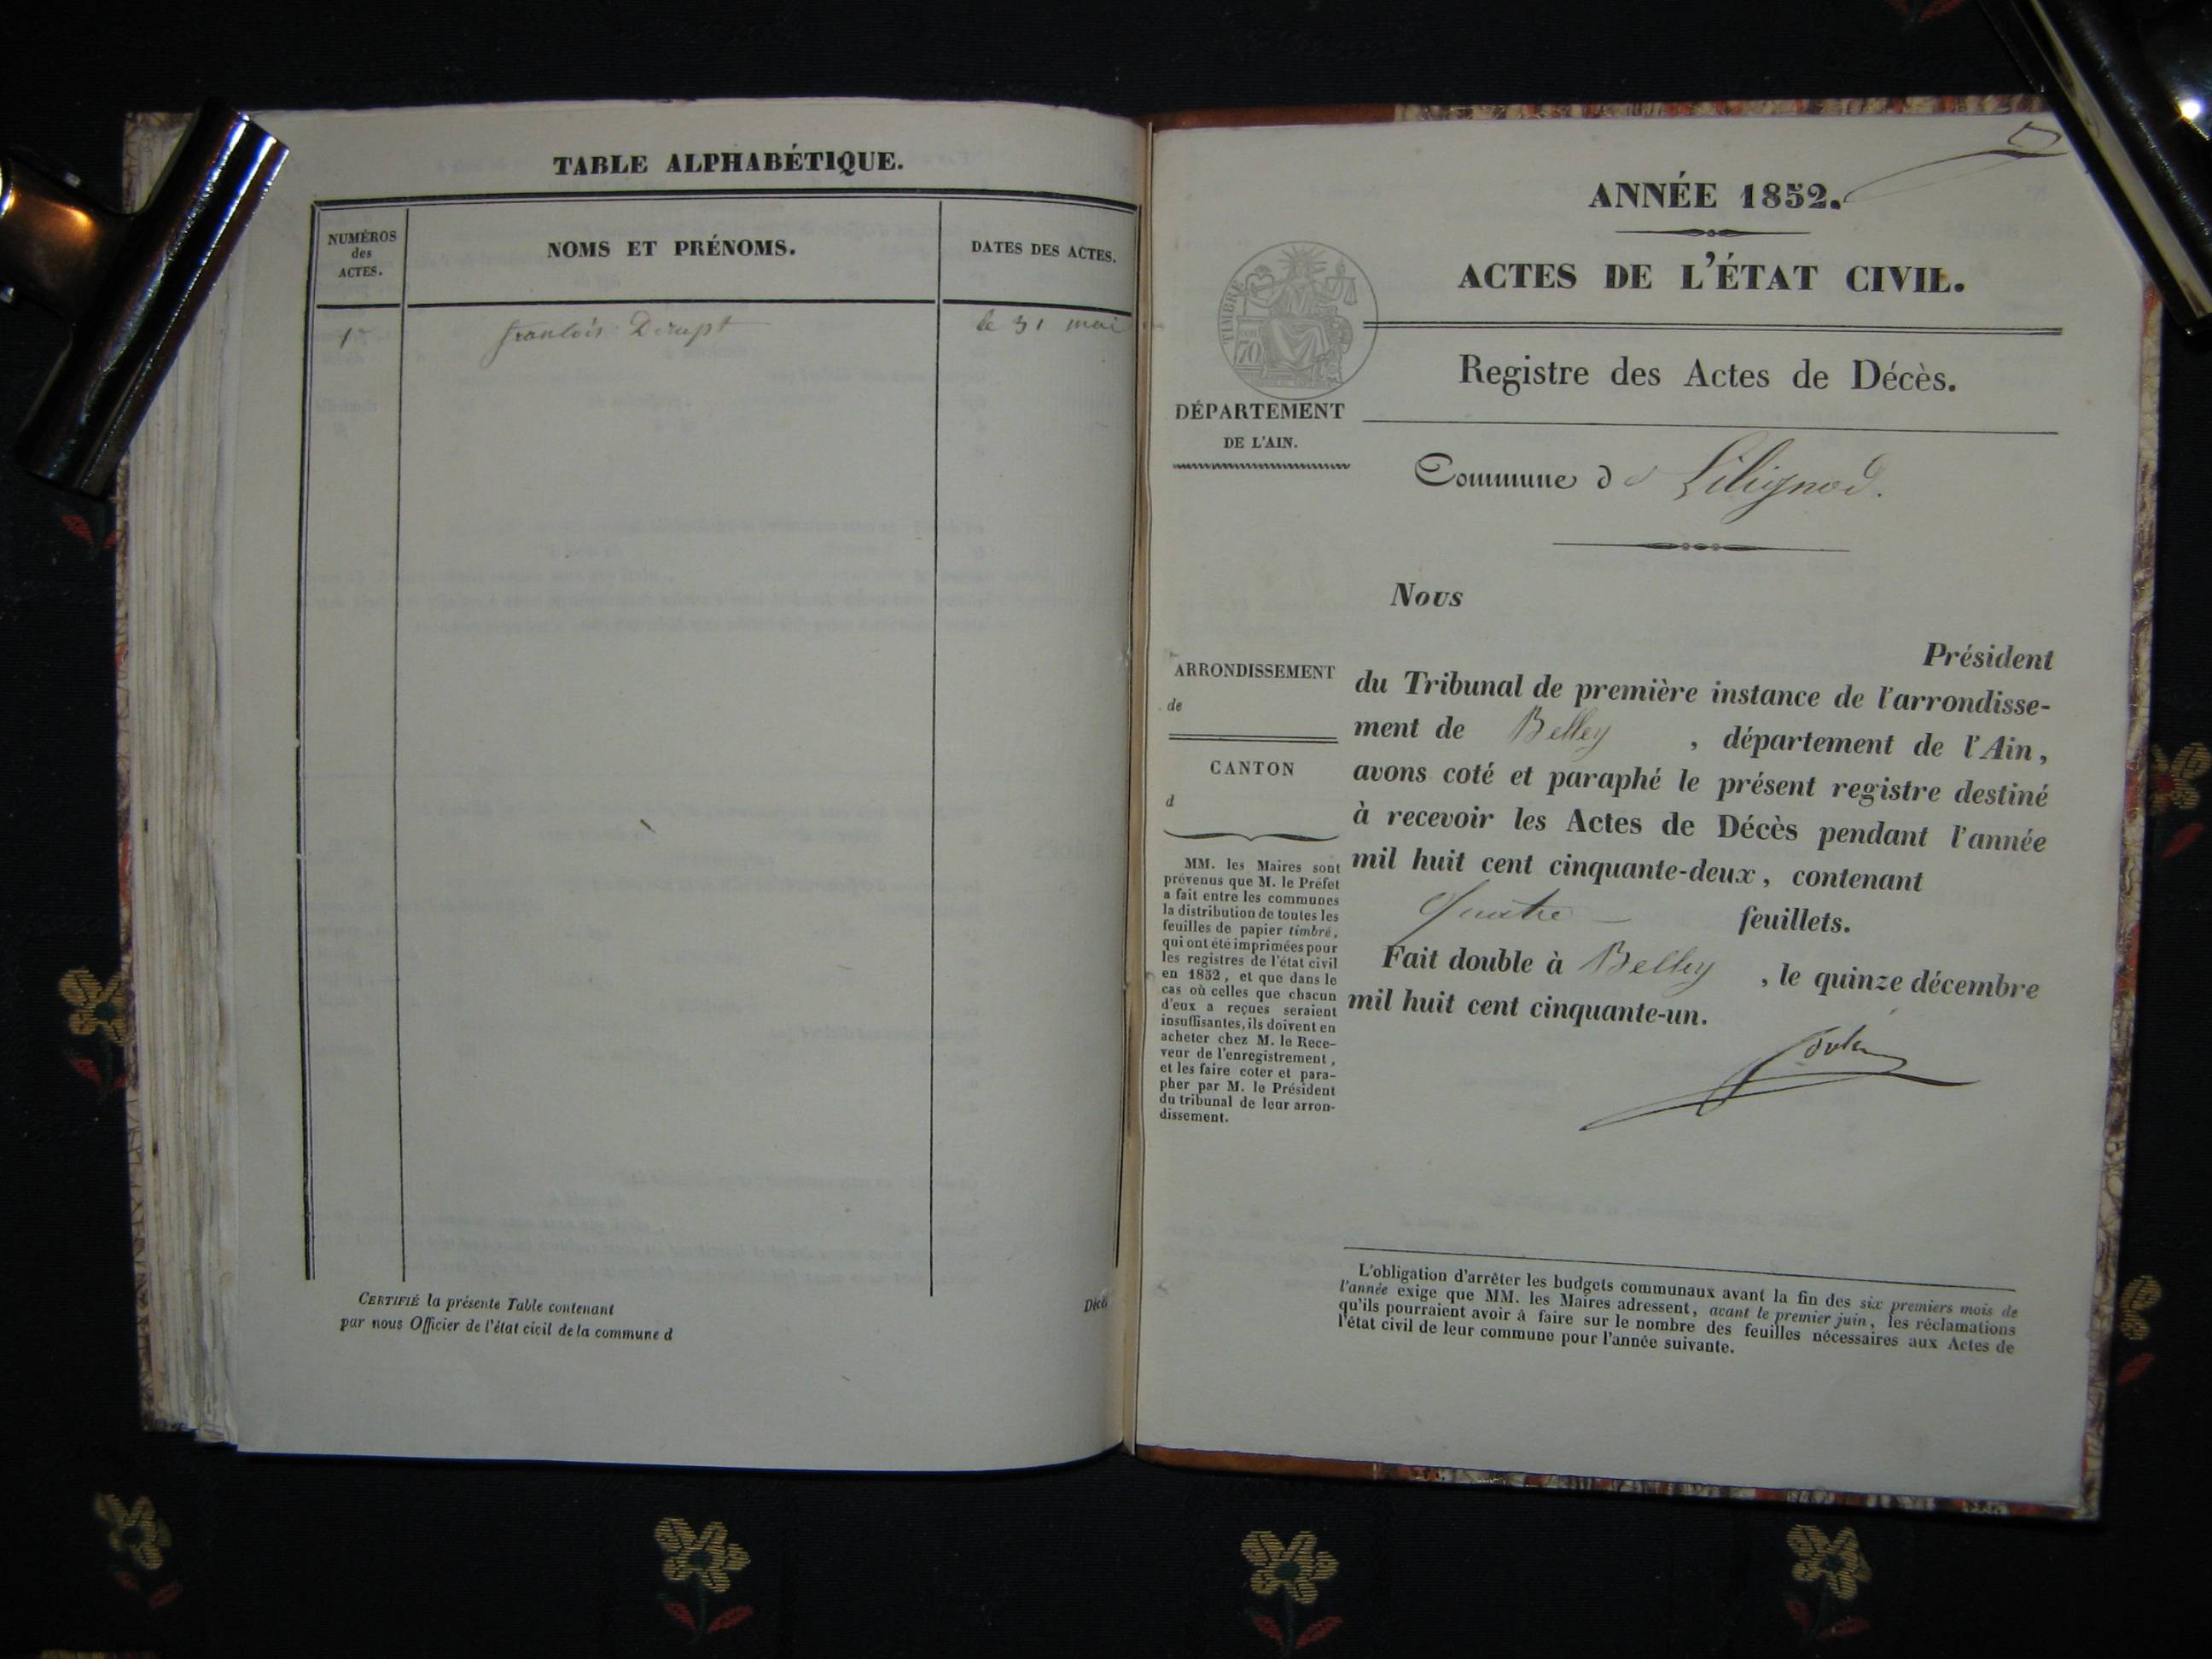 TABLE ALPHABÉTIQUE.
NUMÉROS
des
ACTES.
NOMS ET PRÉNOMS.
DATES DES ACTES.
1er
francois Derupt
le 31 mai
CERTIFIÉ la présente Table contenant
par nous Officier de l'état civil de la commune d
ANNÉE 1852.
ACTES DE L'ÉTAT CIVIL.
TIMBRE
70
Registre des Actes de Décès.
DÉPARTEMENT
DE L'AIN.
Commune de Lilignod.
Nous
Président
du Tribunal de première instance de l'arrondisse-
ment de Belley , département de l'Ain,
avons coté et paraphé le présent registre destiné
à recevoir les Actes de Décès pendant l'année
mil huit cent cinquante-deux, contenant
Quatre feuillets.
Fait double à Belley , le quinze décembre
mil huit cent cinquante-un.
ARRONDISSEMENT
de
CANTON
d
MM. les Maires sont
prévenus que M. le Préfet
a fait entre les communes
la distribution de toutes les
feuilles de papier timbré,
qui ont été imprimées pour
les registres de l'état civil
en 1852, et que dans le
cas où celles que chacun
d'eux a reçues seraient
insuffisantes, ils doivent en
acheter chez M. le Rece-
veur de l'enregistrement,
et les faire coter et para-
pher par M. le Président
du tribunal de leur arron-
dissement.
L'obligation d'arrêter les budgets communaux avant la fin des six premiers mois de
l'année exige que MM. les Maires adressent, avant le premier juin, les réclamations
qu'ils pourraient avoir à faire sur le nombre des feuilles nécessaires aux Actes de
l'état civil de leur commune pour l'année suivante.